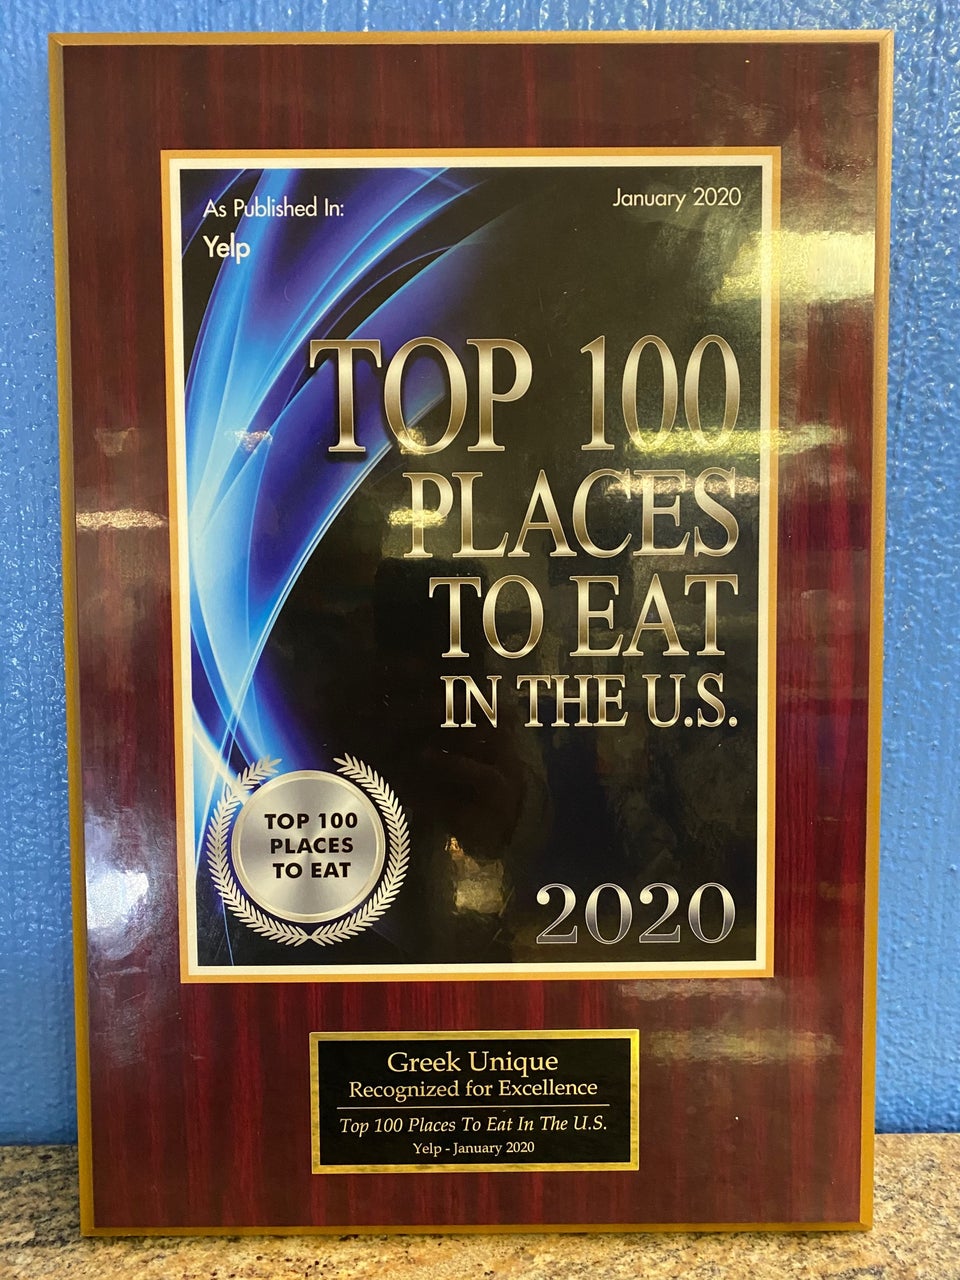 As Published In:
Yelp
January 2020
TOP 100
PLACES
TO EAT
IN THE U.S.
TOP 100
PLACES
TO EAT
2020
Greek Unique
Recognized for Excellence
Top 100 Places To Eat In The U.S.
Yelp - January 2020